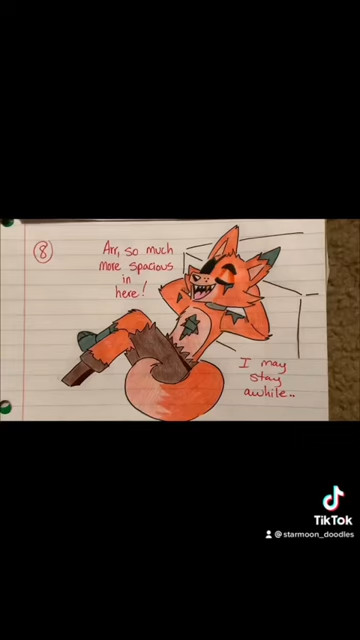 8
Arr, so much
more spacious
in
here!
I may
stay
awhile..
TikTok
@starmoon_doodles